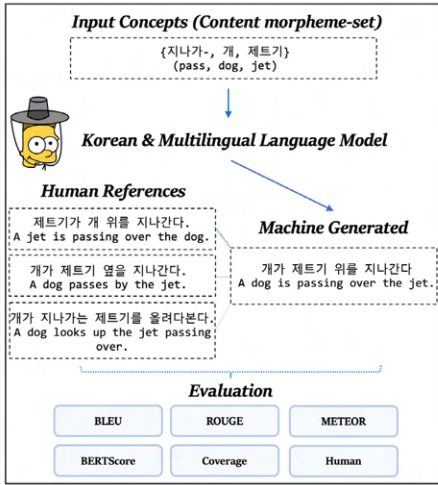 Input Concepts (Content morpheme-set)
{지나가-, 개, 제트기}
(pass, dog, jet)
Korean & Multilingual Language Model
Human References
제트기가 개 위를 지나간다.
A jet is passing over the dog.
개가 제트기 옆을 지나간다.
A dog passes by the jet.
개가 지나가는 제트기를 올려다본다.
A dog looks up the jet passing
over.
Machine Generated
개가 제트기 위를 지나간다
A dog is passing over the jet.
Evaluation
BLEU
ROUGE
METEOR
BERTScore
Coverage
Human